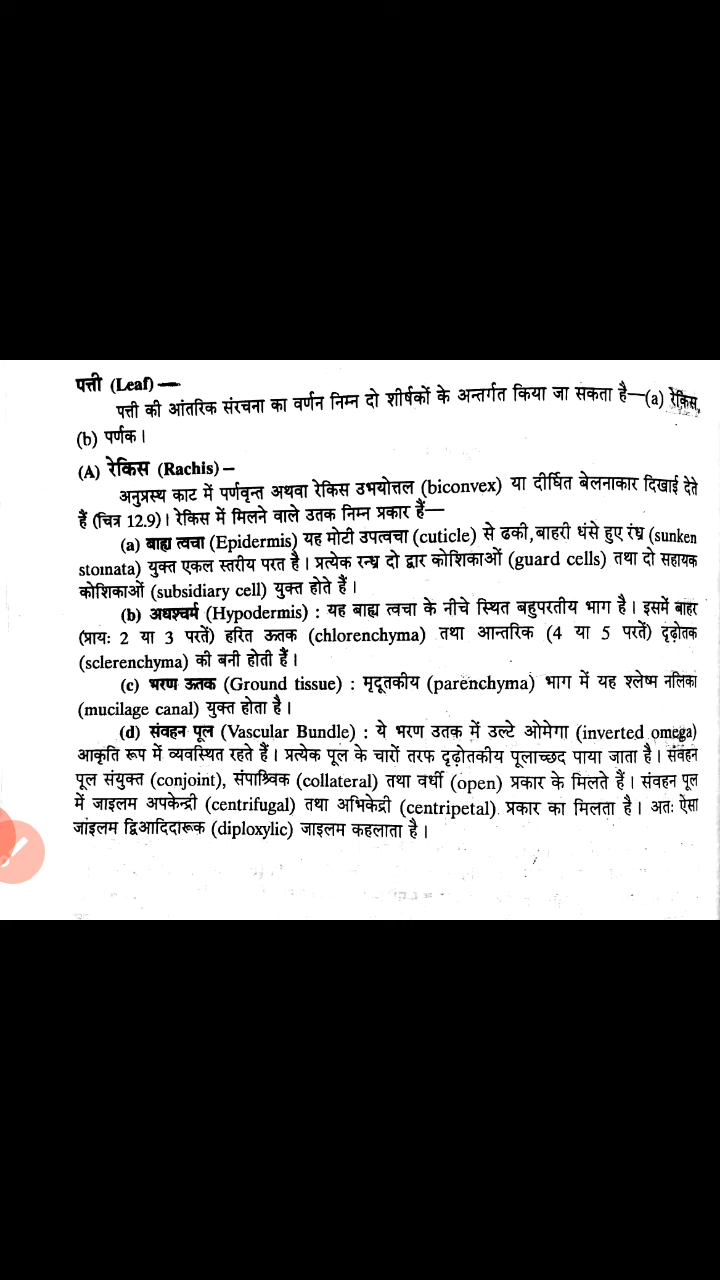 पत्ती (Leaf) —
पत्ती की आंतरिक संरचना का वर्णन निम्न दो शीर्षकों के अन्तर्गत किया जा सकता है—(a) रेकिस,
(b) पर्णक।
(A) रेकिस (Rachis) –
अनुप्रस्थ काट में पर्णवृन्त अथवा रेकिस उभयोत्तल (biconvex) या दीर्घित बेलनाकार दिखाई देते
हैं (चित्र 12.9)। रेकिस में मिलने वाले उतक निम्न प्रकार हैं—
(a) बाह्य त्वचा (Epidermis) यह मोटी उपत्वचा (cuticle) से ढकी, बाहरी धंसे हुए रंध्र (sunken
stomata) युक्त एकल स्तरीय परत है। प्रत्येक रन्ध्र दो द्वार कोशिकाओं (guard cells) तथा दो सहायक
कोशिकाओं (subsidiary cell) युक्त होते हैं।
(b) अधश्चर्म (Hypodermis) : यह बाह्य त्वचा के नीचे स्थित बहुपरतीय भाग है। इसमें बाहर
(प्रायः 2 या 3 परतें) हरित ऊतक (chlorenchyma) तथा आन्तरिक (4 या 5 परतें) दृढ़ोतक
(sclerenchyma) की बनी होती हैं।
(c) भरण ऊतक (Ground tissue) : मृदूतकीय (parenchyma) भाग में यह श्लेष्म नलिका
(mucilage canal) युक्त होता है।
(d) संवहन पूल (Vascular Bundle) : ये भरण उतक में उल्टे ओमेगा (inverted omega)
आकृति रूप में व्यवस्थित रहते हैं। प्रत्येक पूल के चारों तरफ दृढ़ोतकीय पूलाच्छद पाया जाता है। संवहन
पूल संयुक्त (conjoint), संपाश्र्विक (collateral) तथा वर्धी (open) प्रकार के मिलते हैं। संवहन पूल
में जाइलम अपकेन्द्री (centrifugal) तथा अभिकेद्री (centripetal) प्रकार का मिलता है। अतः ऐसा
जांइलम द्विआदिदारूक (diploxylic) जाइलम कहलाता है।